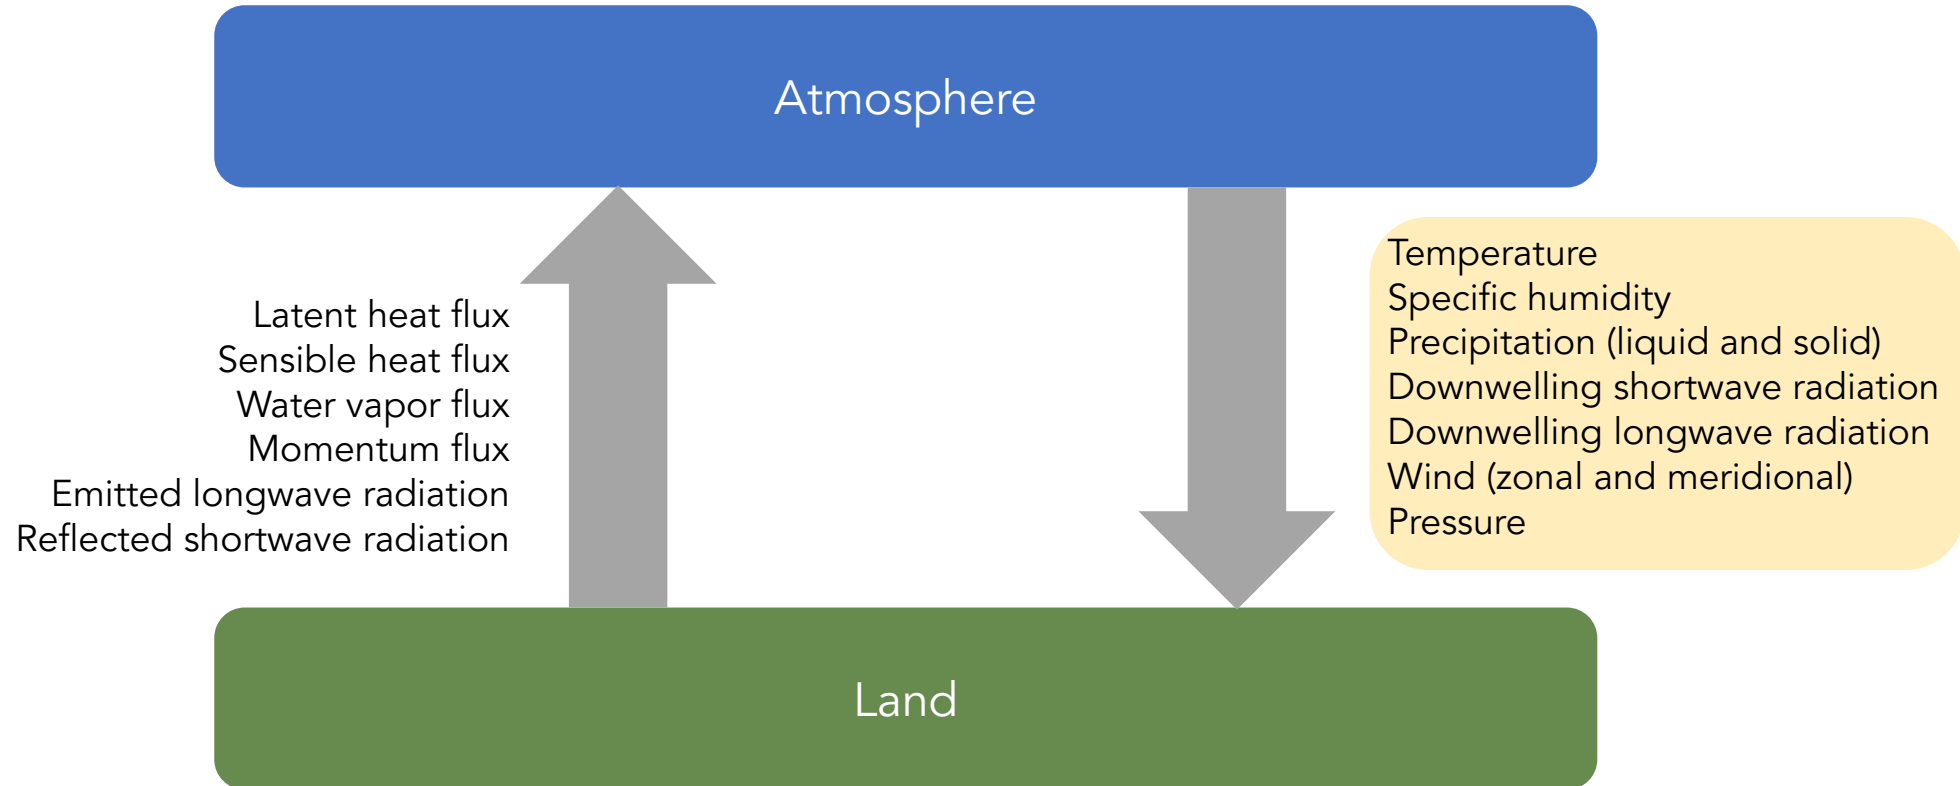 Atmosphere
Latent heat flux
Sensible heat flux
Water vapor flux
Momentum flux
Emitted longwave radiation
Reflected shortwave radiation
Temperature
Specific humidity
Precipitation (liquid and solid)
Downwelling shortwave radiation
Downwelling longwave radiation
Wind (zonal and meridional)
Pressure
Land